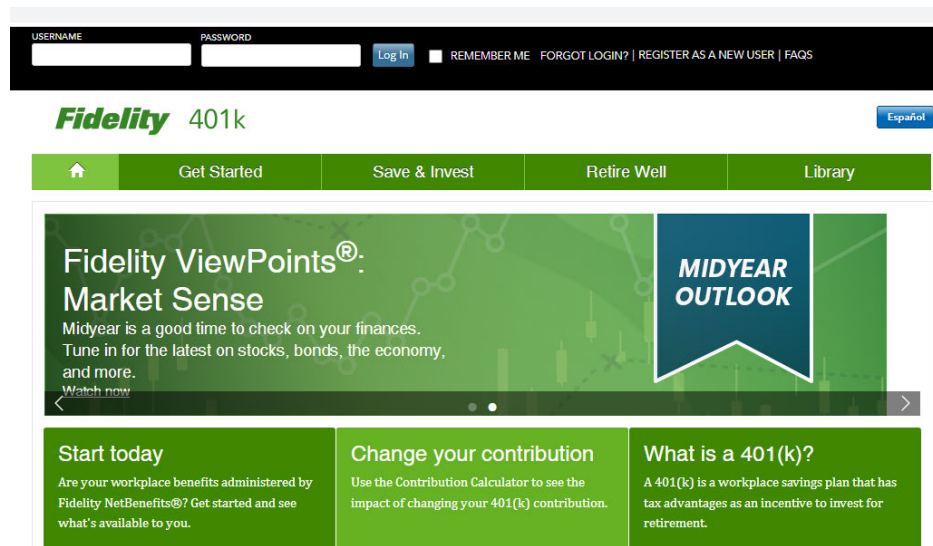 USERNAME
PASSWORD
Log In
REMEMBER ME FORGOT LOGIN? | REGISTER AS A NEW USER | FAQS
Fidelity 401k
Español
Get Started
Save & Invest
Retire Well
Library
Fidelity ViewPoints®:
Market Sense
Midyear is a good time to check on your finances.
Tune in for the latest on stocks, bonds, the economy,
and more.
Watch now
MIDYEAR
OUTLOOK
Start today
Are your workplace benefits administered by
Fidelity NetBenefits®? Get started and see
what's available to you.
Change your contribution
Use the Contribution Calculator to see the
impact of changing your 401(k) contribution.
What is a 401(k)?
A 401(k) is a workplace savings plan that has
tax advantages as an incentive to invest for
retirement.